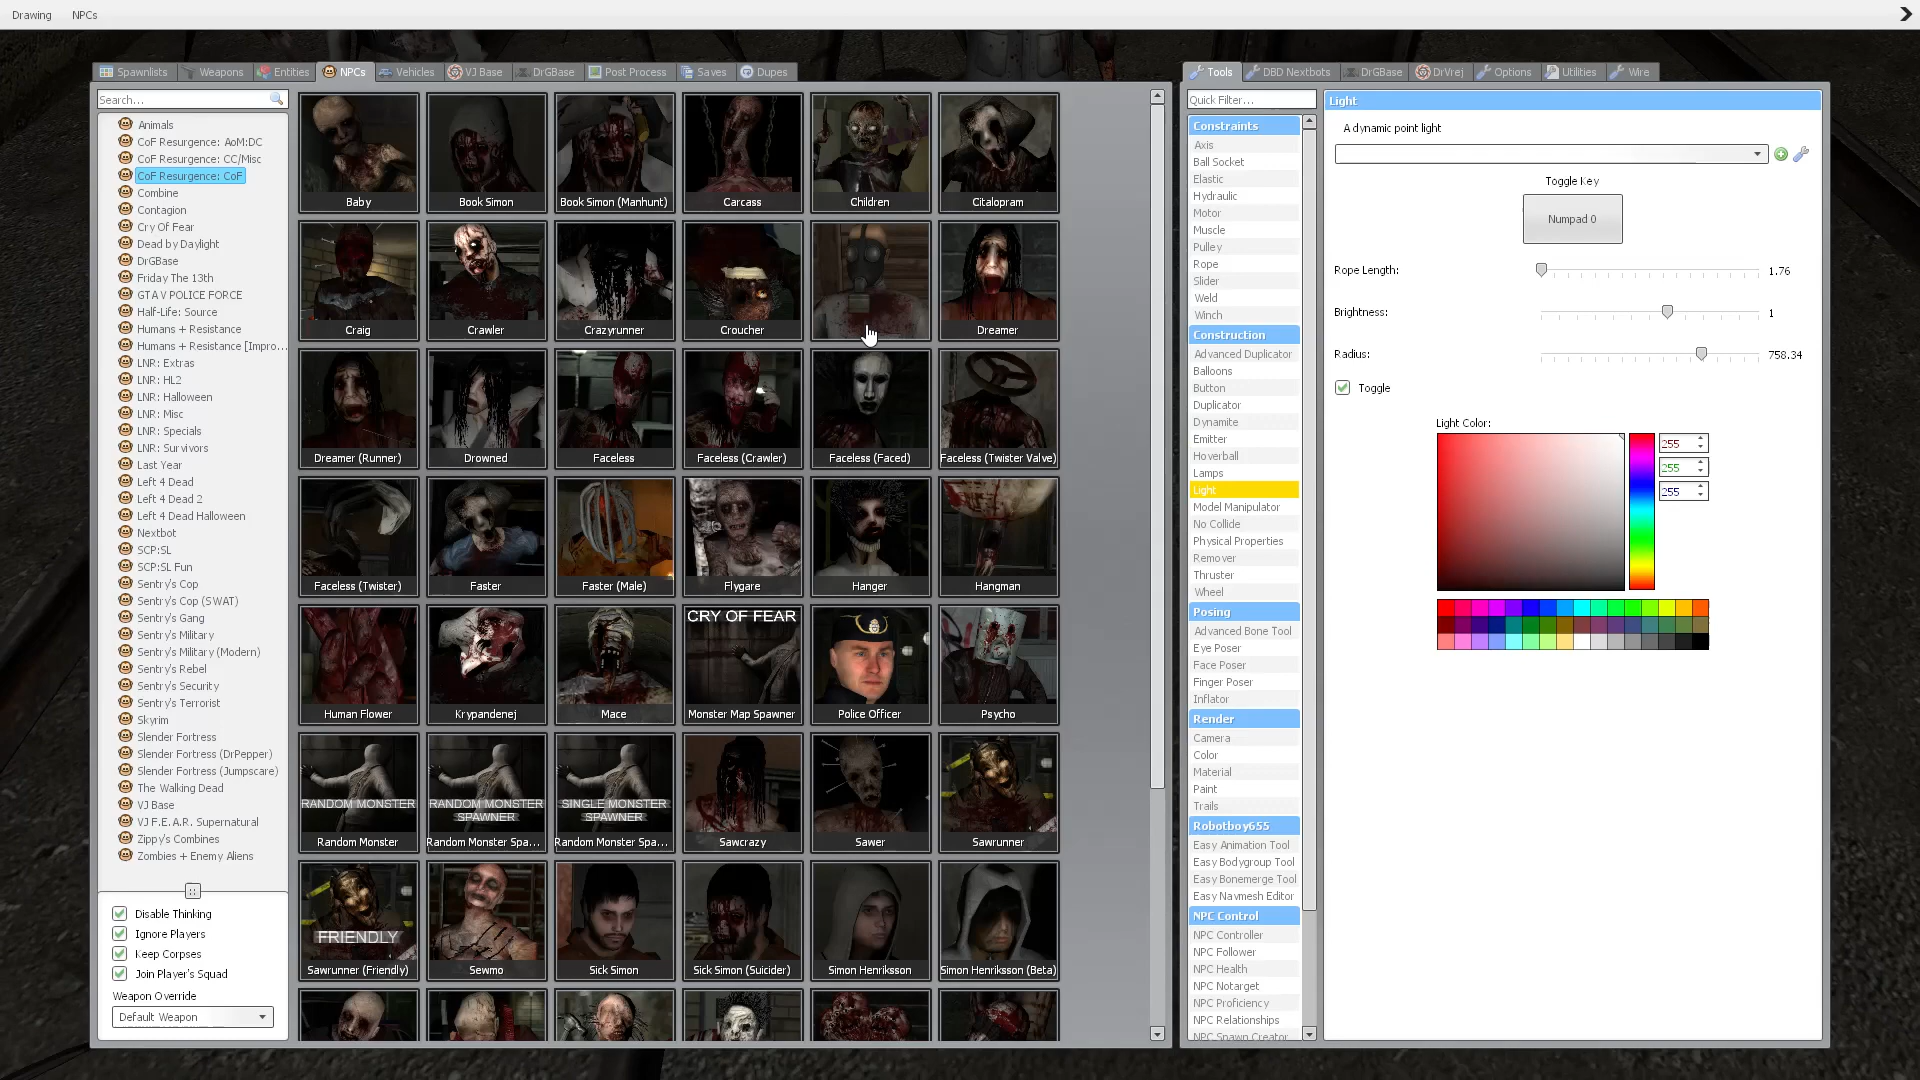 Drawing NPCs
Spawnlists Weapons Entities NPCs Vehicles VJ Base DrGBase Post Process Saves Dupes
Search...
Animals
CoF Resurgence: AoM:DC
CoF Resurgence: CC/Misc
CoF Resurgence: CoF
Combine
Contagion
Cry Of Fear
Dead by Daylight
DrGBase
Friday The 13th
GTA V POLICE FORCE
Half-Life: Source
Humans + Resistance
Humans + Resistance [Impro...
LNR: Extras
LNR: HL2
LNR: Halloween
LNR: Misc
LNR: Specials
LNR: Survivors
Last Year
Left 4 Dead
Left 4 Dead 2
Left 4 Dead Halloween
Nextbot
SCP:SL
SCP:SL Fun
Sentry's Cop
Sentry's Cop (SWAT)
Sentry's Gang
Sentry's Military
Sentry's Military (Modern)
Sentry's Rebel
Sentry's Security
Sentry's Terrorist
Skyrim
Slender Fortress
Slender Fortress (DrPepper)
Slender Fortress (Jumpscare)
The Walking Dead
VJ Base
VJ F.E.A.R. Supernatural
Zippy's Combines
Zombies + Enemy Aliens
Disable Thinking
Ignore Players
Keep Corpses
Join Player's Squad
Weapon Override
Default Weapon
Baby Book Simon Book Simon (Manhunt) Carcass Children Citalopram
Craig Crawler Crazyrunner Croucher Dreamer
Dreamer (Runner) Drowned Faceless Faceless (Crawler) Faceless (Faced) Faceless (Twister Valve)
Faceless (Twister) Faster Faster (Male) Flygare Hanger Hangman
CRY OF FEAR
Human Flower Krypandenej Mace Monster Map Spawner Police Officer Psycho
RANDOM MONSTER RANDOM MONSTER SPAWNER SINGLE MONSTER SPAWNER
Random Monster Random Monster Spa... Random Monster Spa... Sawcrazy Sawer Sawrunner
FRIENDLY
Sawrunner (Friendly) Sewmo Sick Simon Sick Simon (Suicider) Simon Henriksson Simon Henriksson (Beta)
Tools DBD Nextbots DrGBase DrVrej Options Utilities Wire
Quick Filter...
Constraints
Axis
Ball Socket
Elastic
Hydraulic
Motor
Muscle
Pulley
Rope
Slider
Weld
Winch
Construction
Advanced Duplicator
Balloons
Button
Duplicator
Dynamite
Emitter
Hoverball
Lamps
Light
Model Manipulator
No Collide
Physical Properties
Remover
Thruster
Wheel
Posing
Advanced Bone Tool
Eye Poser
Face Poser
Finger Poser
Inflator
Render
Camera
Color
Material
Paint
Trails
Robotboy655
Easy Animation Tool
Easy Bodygroup Tool
Easy Bonemerge Tool
Easy Navmesh Editor
NPC Control
NPC Controller
NPC Follower
NPC Health
NPC Notarget
NPC Proficiency
NPC Relationships
NPC Spawn Creator
Light
A dynamic point light
Toggle Key
Numpad 0
Rope Length: 1.76
Brightness: 1
Radius: 758.34
Toggle
Light Color:
255
255
255